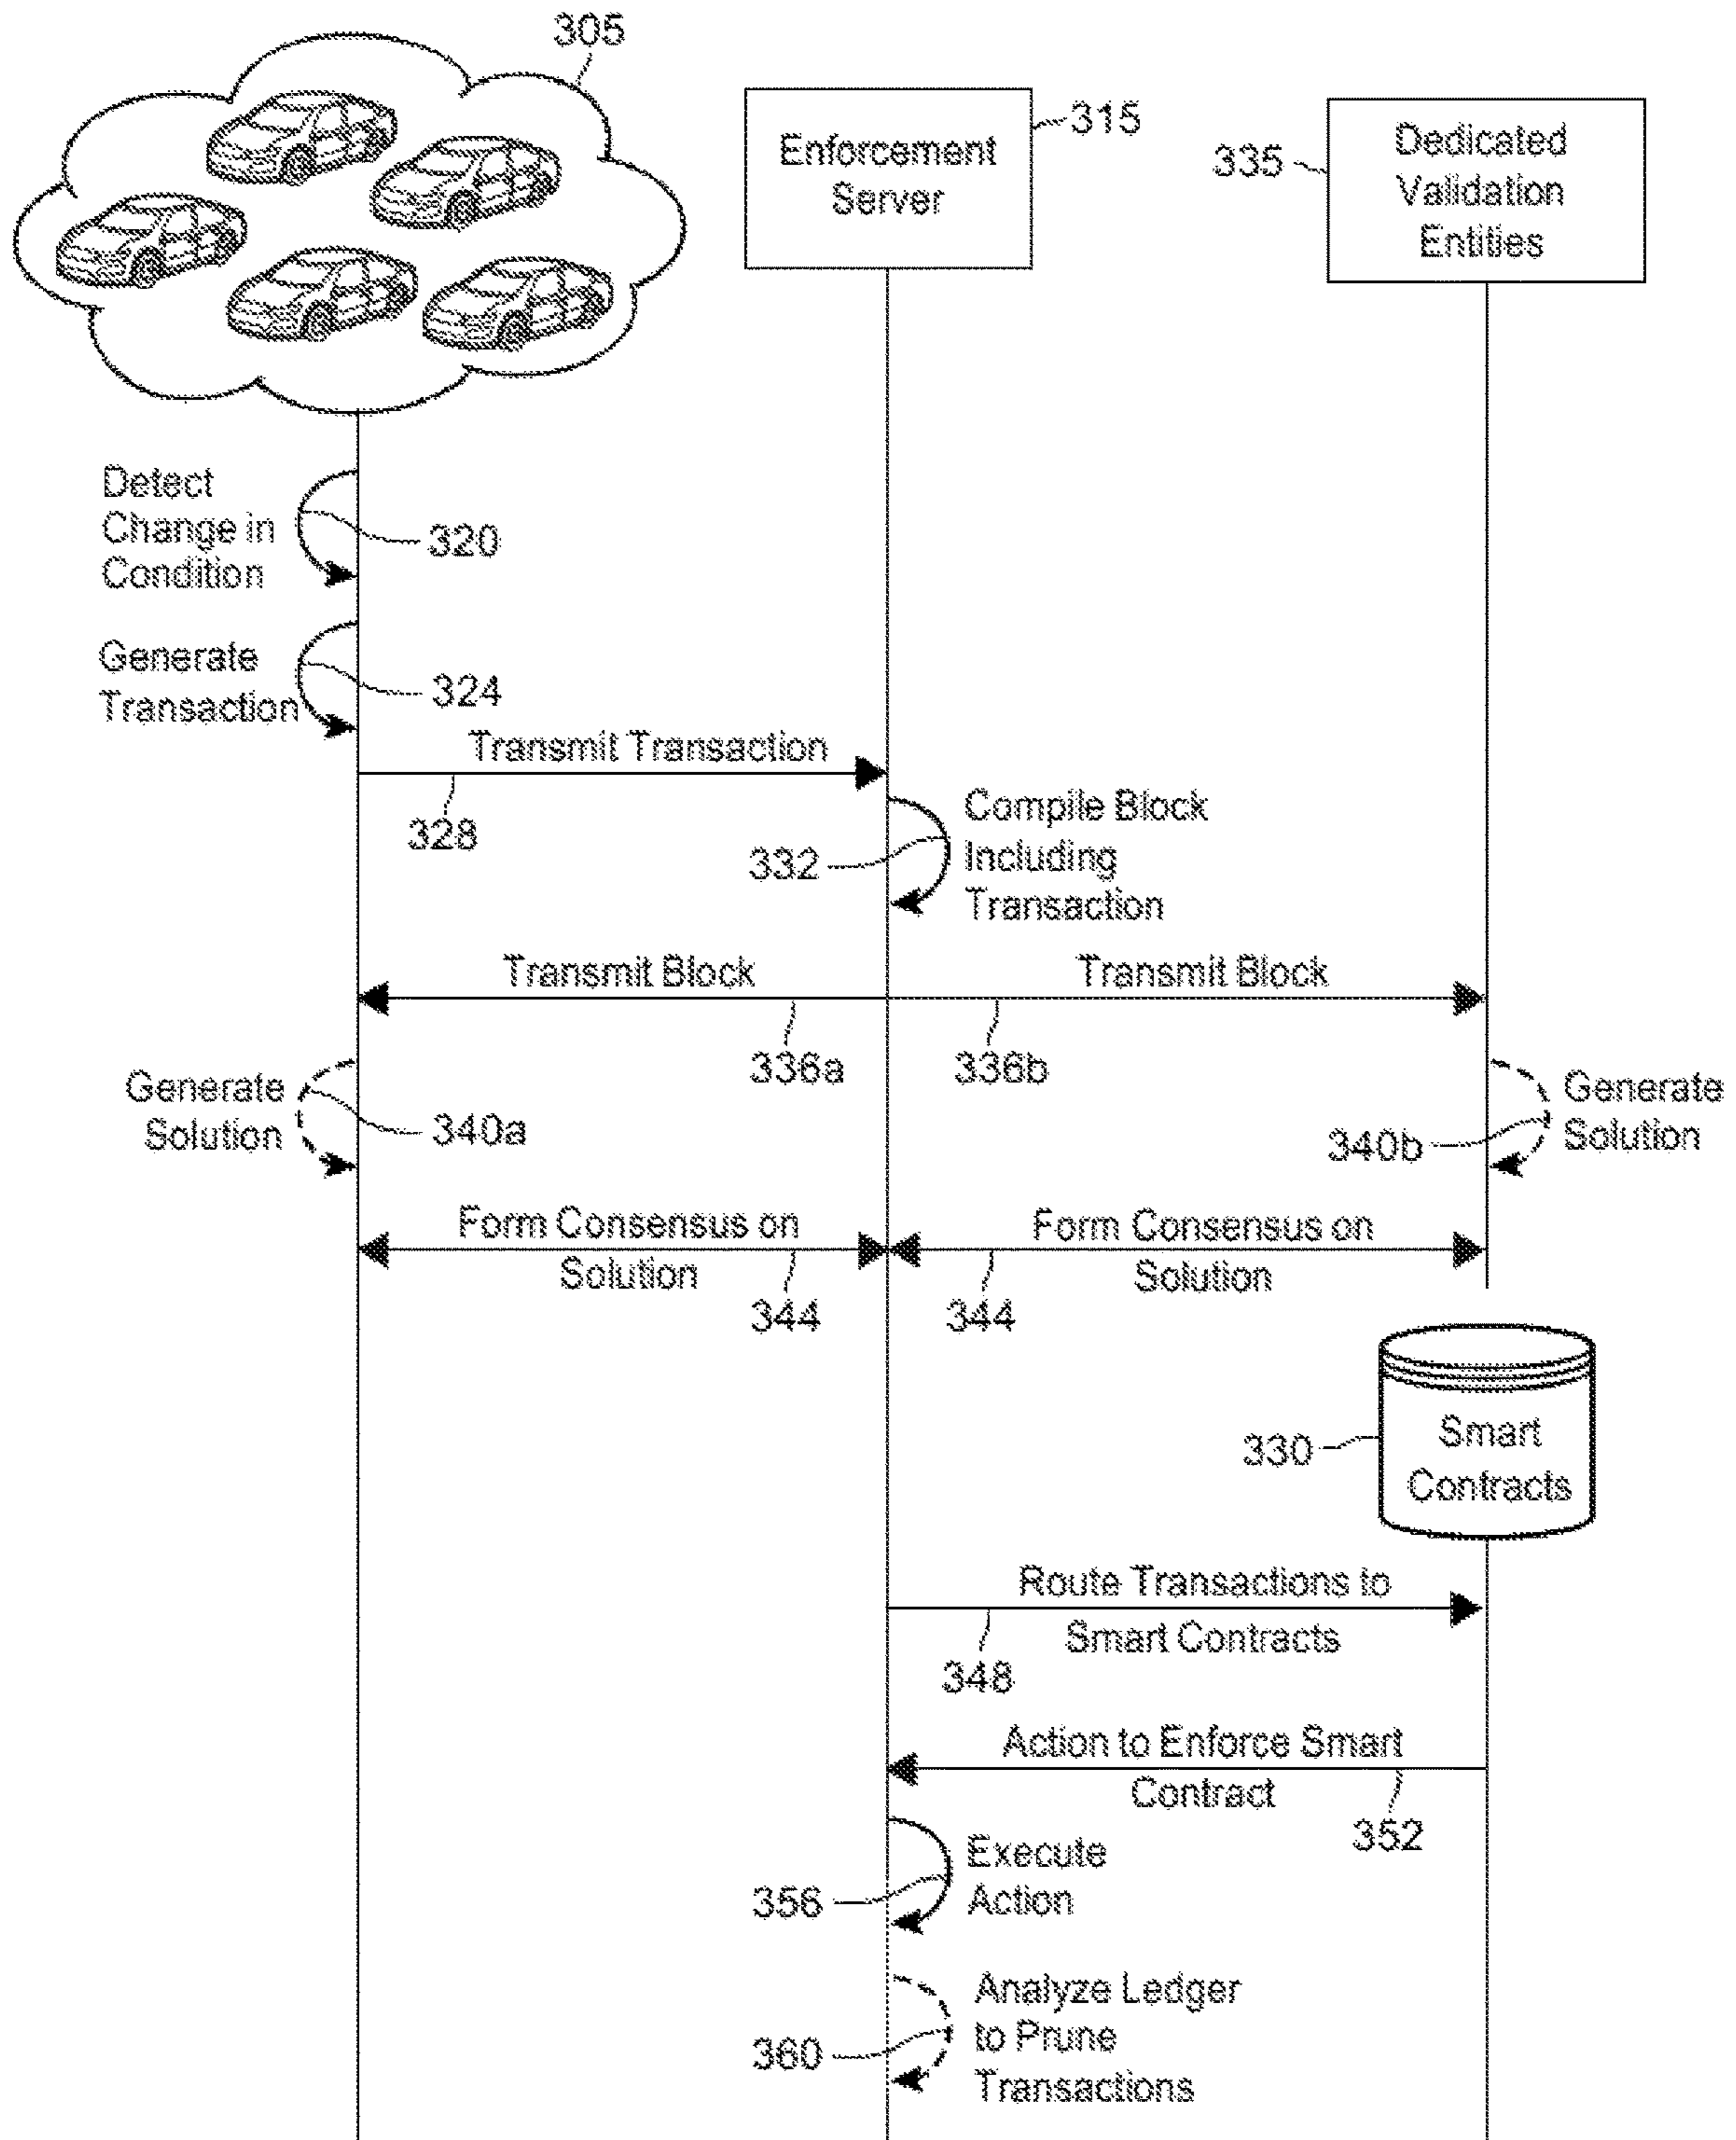 305
Enforcement
Server
315
335
Dedicated
Validation
Entities
Detect
Change in
Condition
320
Generate
Transaction
324
Transmit Transaction
328
332
Compile Block
Including
Transaction
Transmit Block
Transmit Block
336a
336b
Generate
Solution
340a
340b
Generate
Solution
Form Consensus on
Solution
Form Consensus on
Solution
344
344
330
Smart
Contracts
Route Transactions to
Smart Contracts
348
Action to Enforce Smart
Contract
352
356
Execute
Action
360
Analyze Ledger
to Prune
Transactions